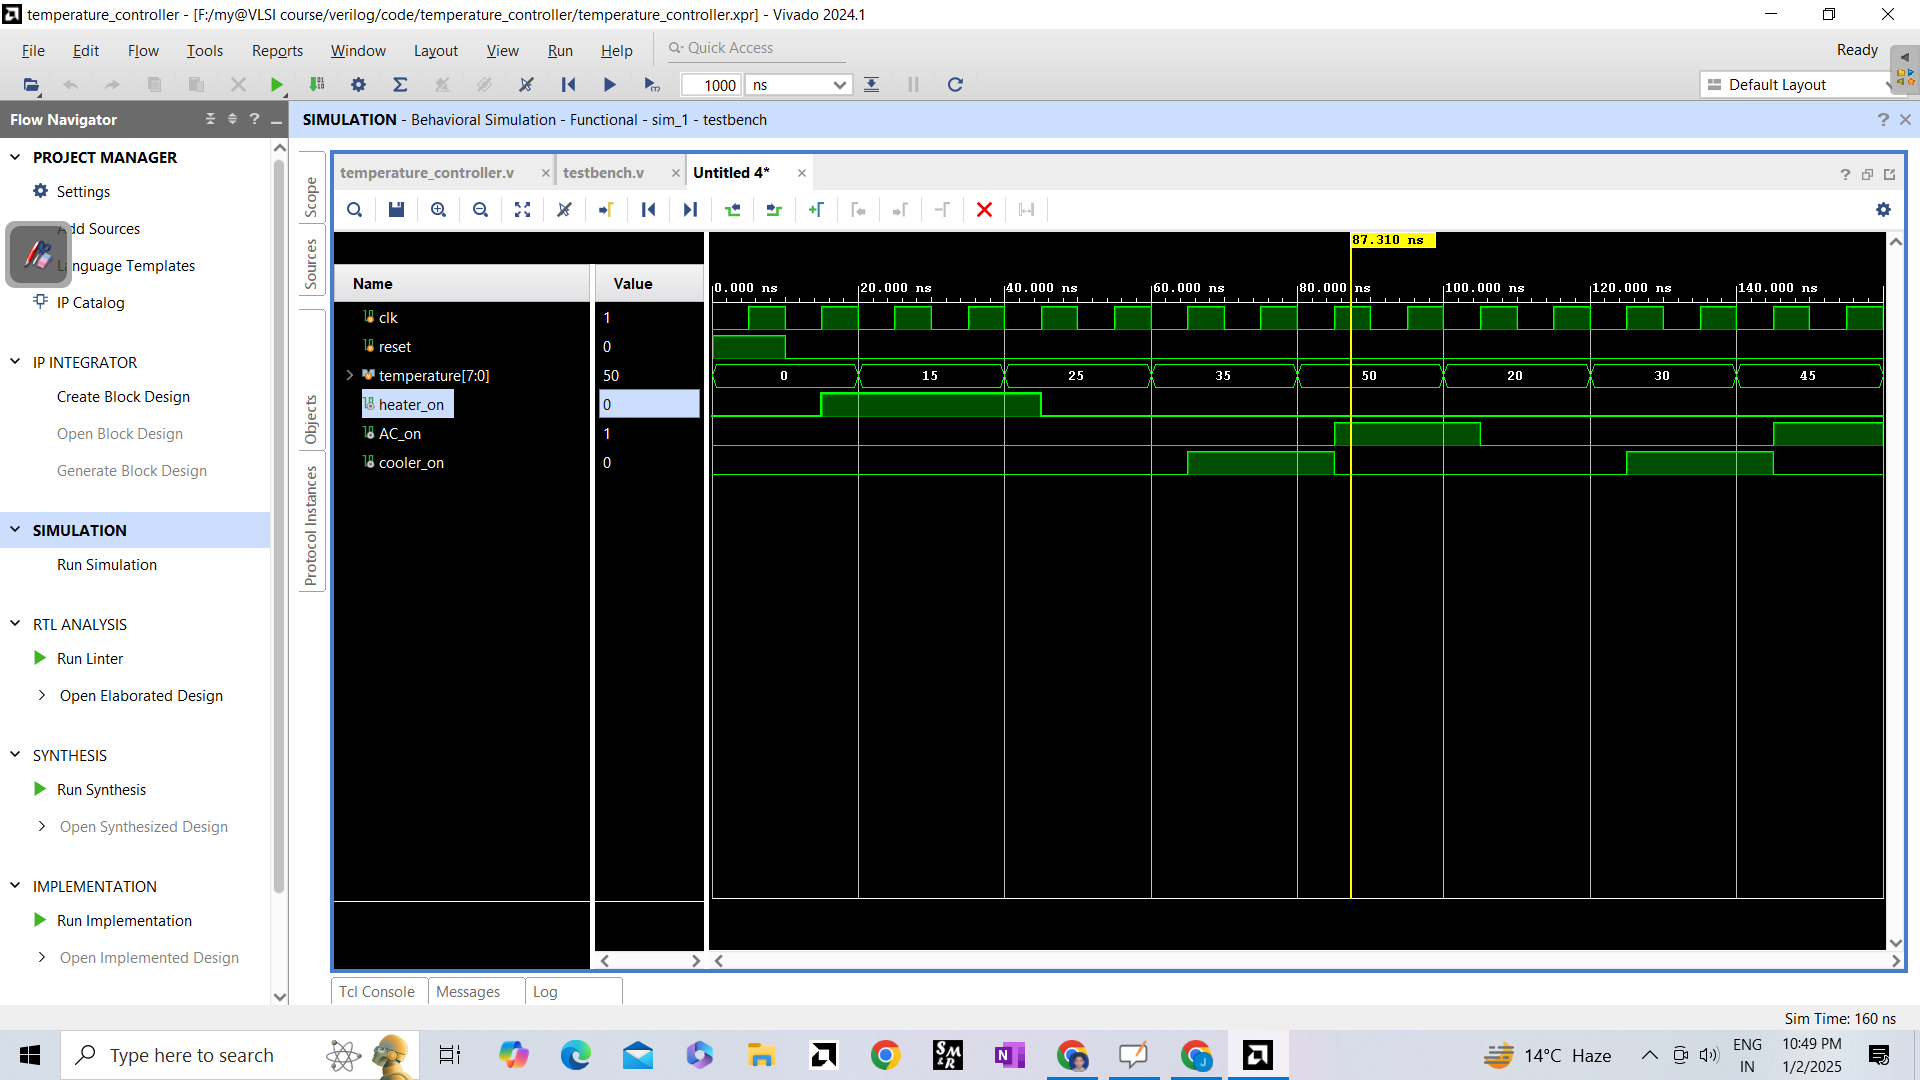 temperature_controller - [F:/my@VLSI course/verilog/code/temperature_controller/temperature_controller.xpr] - Vivado 2024.1
File Edit Flow Tools Reports Window Layout View Run Help Quick Access Ready
1000 ns Default Layout
Flow Navigator
SIMULATION - Behavioral Simulation - Functional - sim_1 - testbench
PROJECT MANAGER
Settings
Add Sources
Language Templates
IP Catalog
IP INTEGRATOR
Create Block Design
Open Block Design
Generate Block Design
SIMULATION
Run Simulation
RTL ANALYSIS
Run Linter
Open Elaborated Design
SYNTHESIS
Run Synthesis
Open Synthesized Design
IMPLEMENTATION
Run Implementation
Open Implemented Design
Scope
Sources
Objects
Protocol Instances
temperature_controller.v testbench.v Untitled 4*
87.310 ns
Name Value
0.000 ns 20.000 ns 40.000 ns 60.000 ns 80.000 ns 100.000 ns 120.000 ns 140.000 ns
clk 1
reset 0
temperature[7:0] 50 0 15 25 35 50 20 30 45
heater_on 0
AC_on 1
cooler_on 0
Tcl Console Messages Log
Sim Time: 160 ns
Type here to search
SM
&R
N
J
14°C Haze
ENG
IN
10:49 PM
1/2/2025